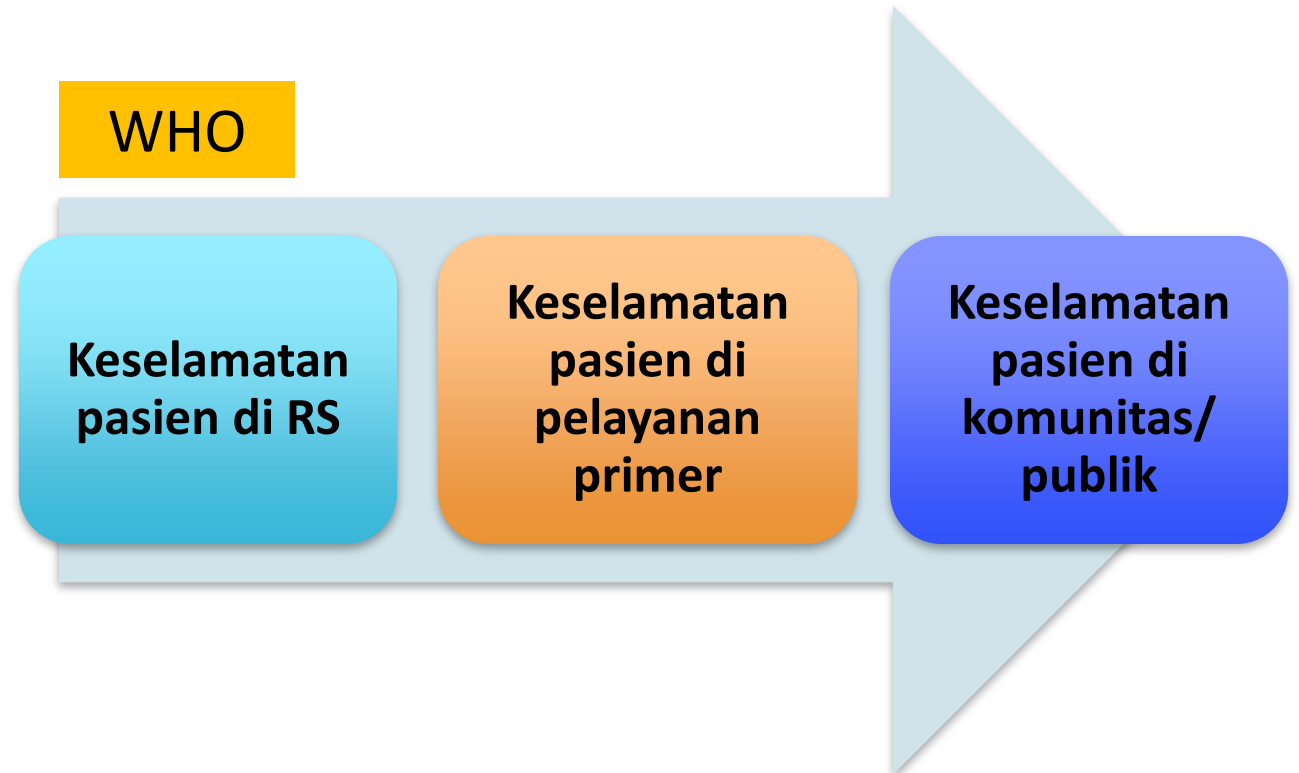 WHO
Keselamatan
pasien di RS
Keselamatan
pasien di
pelayanan
primer
Keselamatan
pasien di
komunitas/
publik